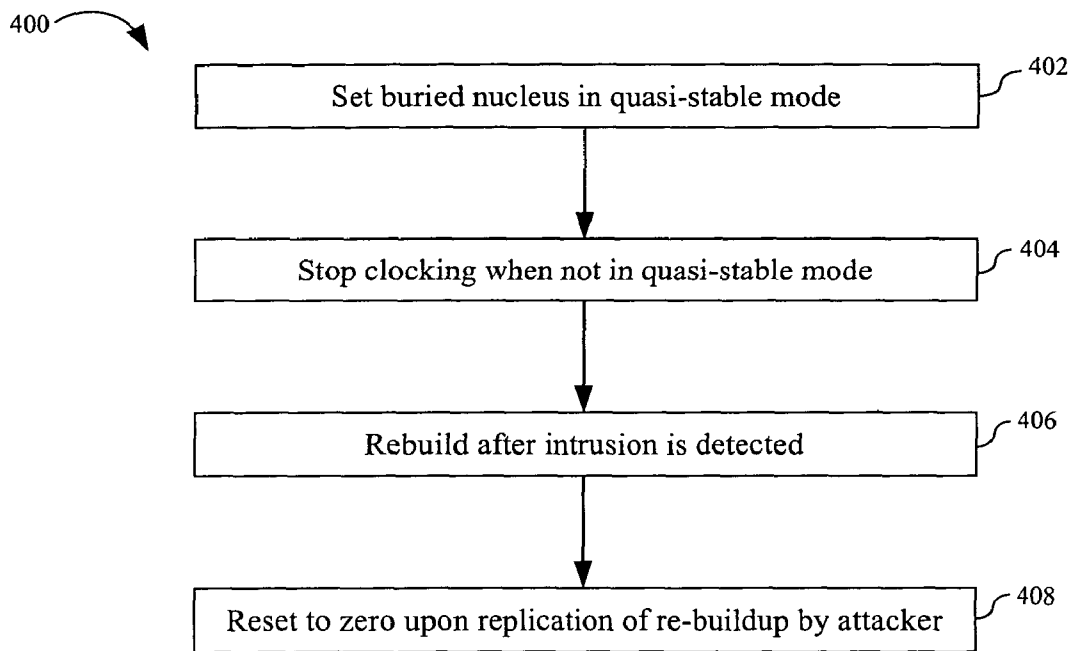 400
Set buried nucleus in quasi-stable mode
402
Stop clocking when not in quasi-stable mode
404
Rebuild after intrusion is detected
406
Reset to zero upon replication of re-buildup by attacker
408